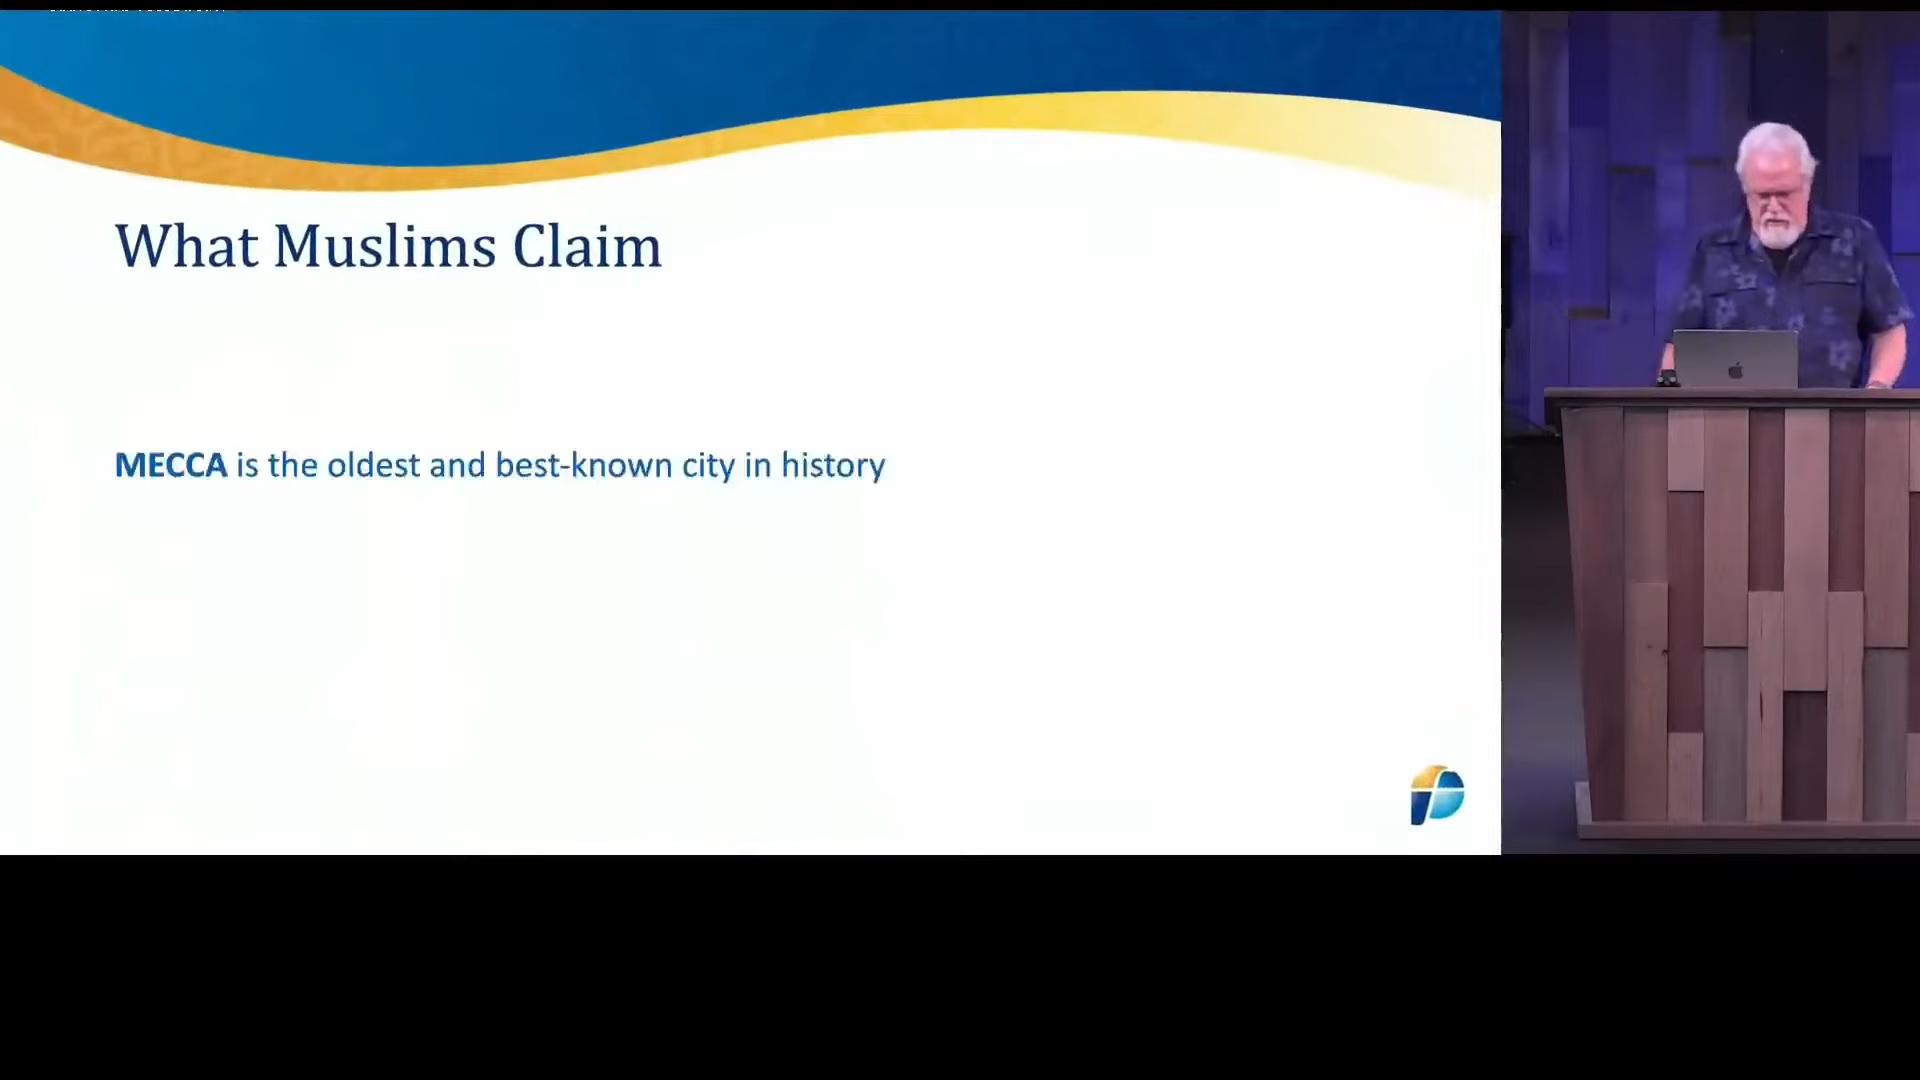 What Muslims Claim
MECCA is the oldest and best-known city in history